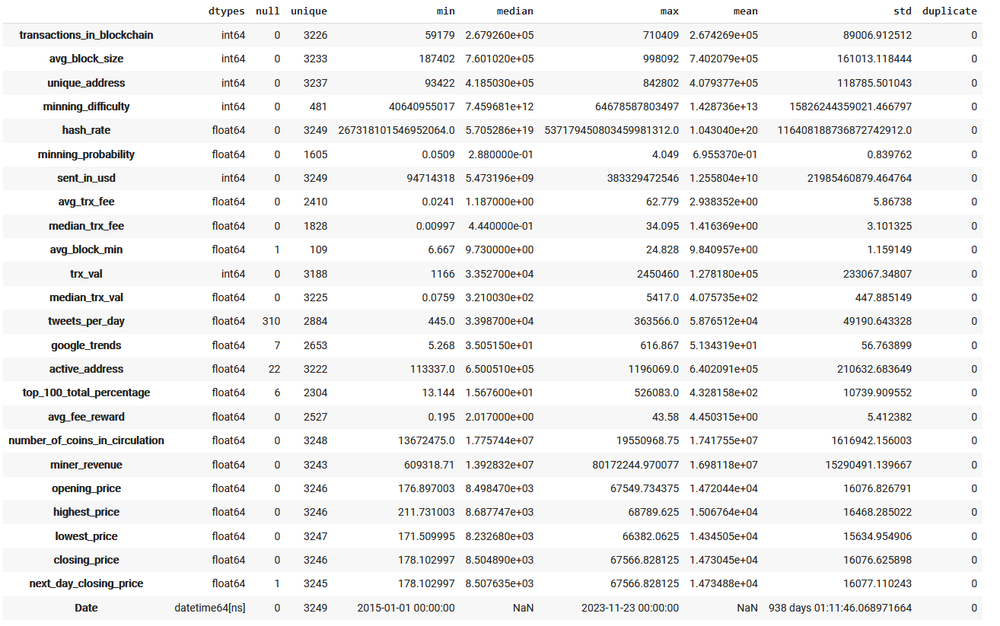 dtypes null unique min median max mean std duplicate
transactions_in_blockchain int64 0 3226 59179 2.679260e+05 710409 2.674269e+05 89006.912512 0
avg_block_size int64 0 3233 187402 7.601020e+05 998092 7.402079e+05 161013.118444 0
unique_address int64 0 3237 93422 4.185030e+05 842802 4.079377e+05 118785.501043 0
minning_difficulty int64 0 481 40640955017 7.459681e+12 64678587803497 1.428736e+13 15826244359021.466797 0
hash_rate float64 0 3249 267318101546952064.0 5.705286e+19 537179450803459981312.0 1.043040e+20 116408188736872742912.0 0
minning_probability float64 0 1605 0.0509 2.880000e-01 4.049 6.955370e-01 0.839762 0
sent_in_usd int64 0 3249 94714318 5.473196e+09 383329472546 1.255804e+10 21985460879.464764 0
avg_trx_fee float64 0 2410 0.0241 1.187000e+00 62.779 2.938352e+00 5.86738 0
median_trx_fee float64 0 1828 0.00997 4.440000e-01 34.095 1.416369e+00 3.101325 0
avg_block_min float64 1 109 6.667 9.730000e+00 24.828 9.840957e+00 1.159149 0
trx_val int64 0 3188 1166 3.352700e+04 2450460 1.278180e+05 233067.34807 0
median_trx_val float64 0 3225 0.0759 3.210030e+02 5417.0 4.075735e+02 447.885149 0
tweets_per_day float64 310 2884 445.0 3.398700e+04 363566.0 5.876512e+04 49190.643328 0
google_trends float64 7 2653 5.268 3.505150e+01 616.867 5.134319e+01 56.763899 0
active_address float64 22 3222 113337.0 6.500510e+05 1196069.0 6.402091e+05 210632.683649 0
top_100_total_percentage float64 6 2304 13.144 1.567600e+01 526083.0 4.328158e+02 10739.909552 0
avg_fee_reward float64 0 2527 0.195 2.017000e+00 43.58 4.450315e+00 5.412382 0
number_of_coins_in_circulation float64 0 3248 13672475.0 1.775744e+07 19550968.75 1.741755e+07 1616942.156003 0
miner_revenue float64 0 3243 609318.71 1.392832e+07 80172244.970077 1.698118e+07 15290491.139667 0
opening_price float64 0 3246 176.897003 8.498470e+03 67549.734375 1.472044e+04 16076.826791 0
highest_price float64 0 3246 211.731003 8.687747e+03 68789.625 1.506764e+04 16468.285022 0
lowest_price float64 0 3247 171.509995 8.232680e+03 66382.0625 1.434505e+04 15634.954906 0
closing_price float64 0 3246 178.102997 8.504890e+03 67566.828125 1.473045e+04 16076.625898 0
next_day_closing_price float64 1 3245 178.102997 8.507635e+03 67566.828125 1.473488e+04 16077.110243 0
Date datetime64[ns] 0 3249 2015-01-01 00:00:00 NaN 2023-11-23 00:00:00 NaN 938 days 01:11:46.068971664 0